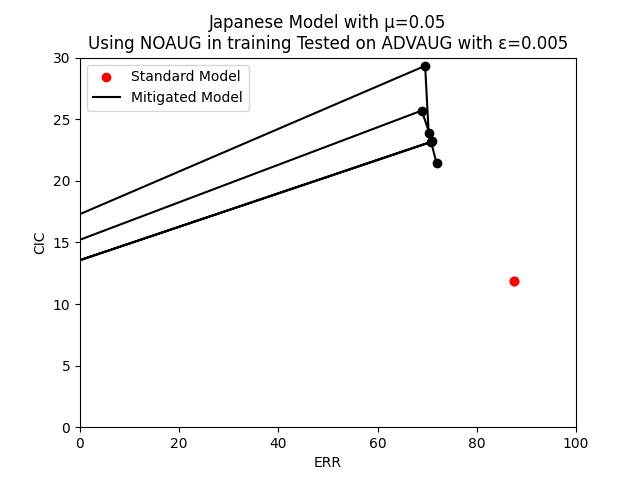 Japanese Model with μ=0.05
Using NOAUG in training Tested on ADVAUG with ε=0.005
Standard Model
Mitigated Model
30
25
20
15
10
5
0
CIC
0 20 40 60 80 100
ERR